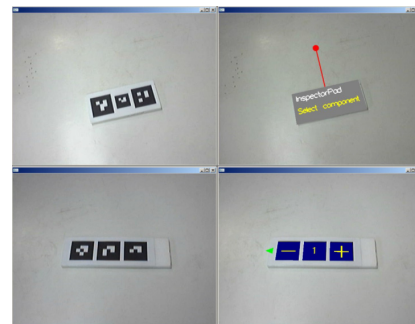 InspectorPad
Select component
— 1 +